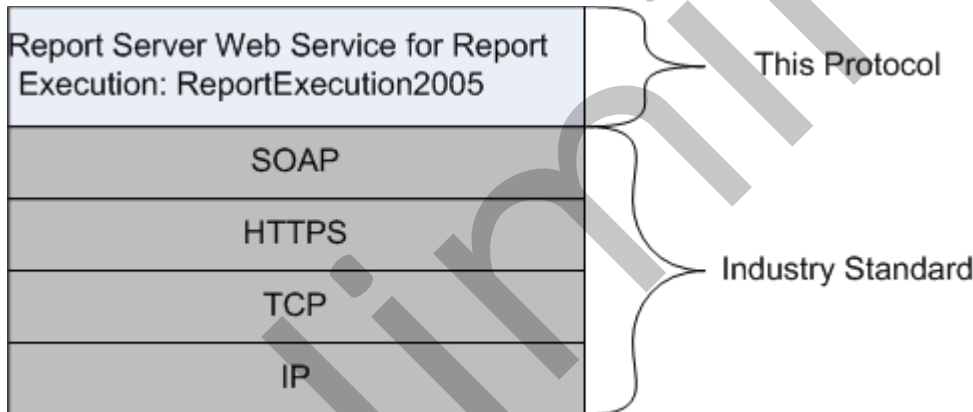 Report Server Web Service for Report
Execution: ReportExecution2005
This Protocol
SOAP
HTTPS
TCP
IP
Industry Standard